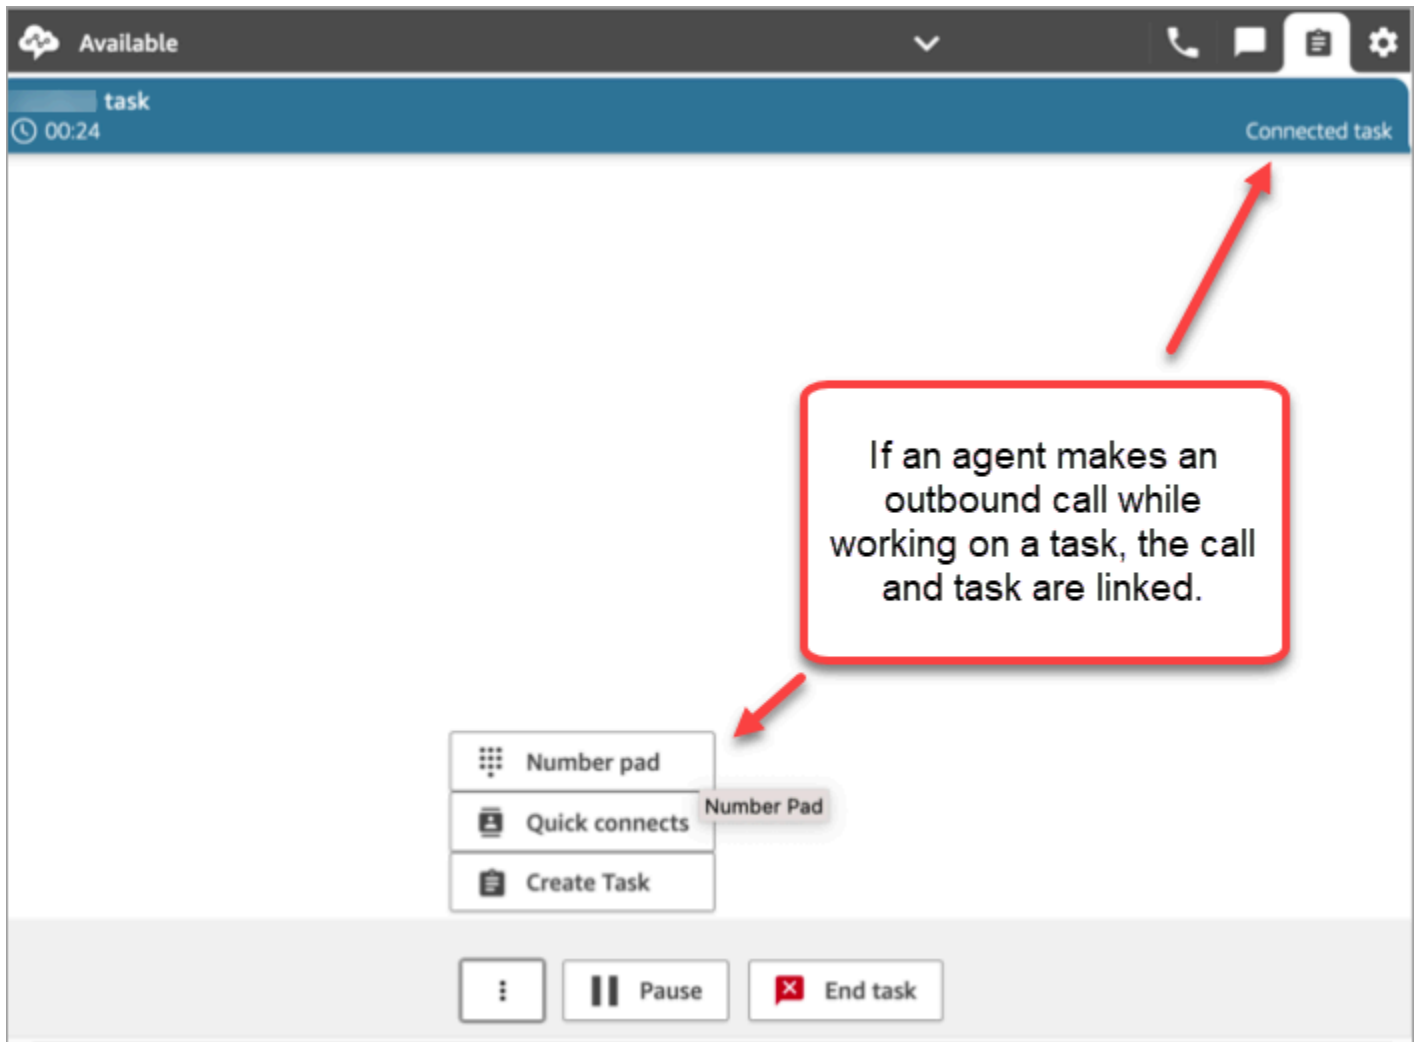 Available
task
00:24
Connected task
If an agent makes an
outbound call while
working on a task, the call
and task are linked.
Number pad
Number Pad
Quick connects
Create Task
Pause
End task